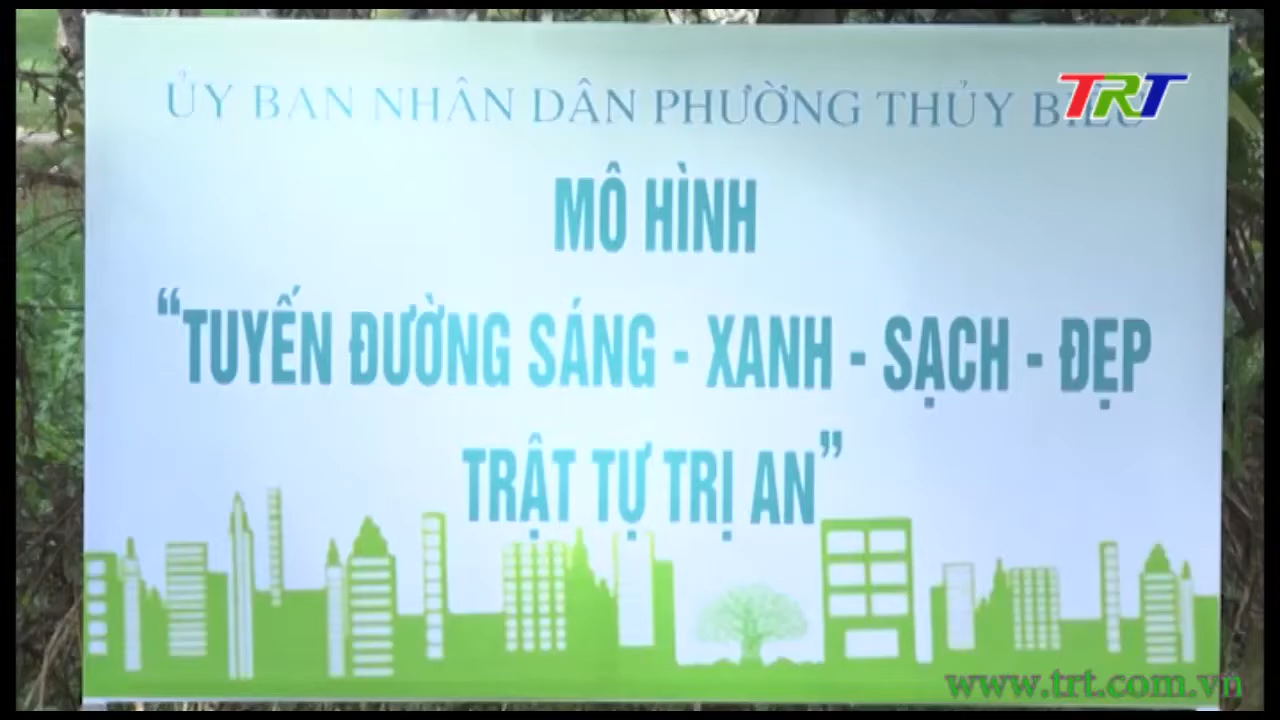 ỦY BAN NHÂN DÂN PHƯỜNG THỦY BIỀU
TRT
MÔ HÌNH
“TUYẾN ĐƯỜNG SÁNG - XANH - SẠCH - ĐẸP
TRẬT TỰ TRỊ AN”
www.trt.com.vn